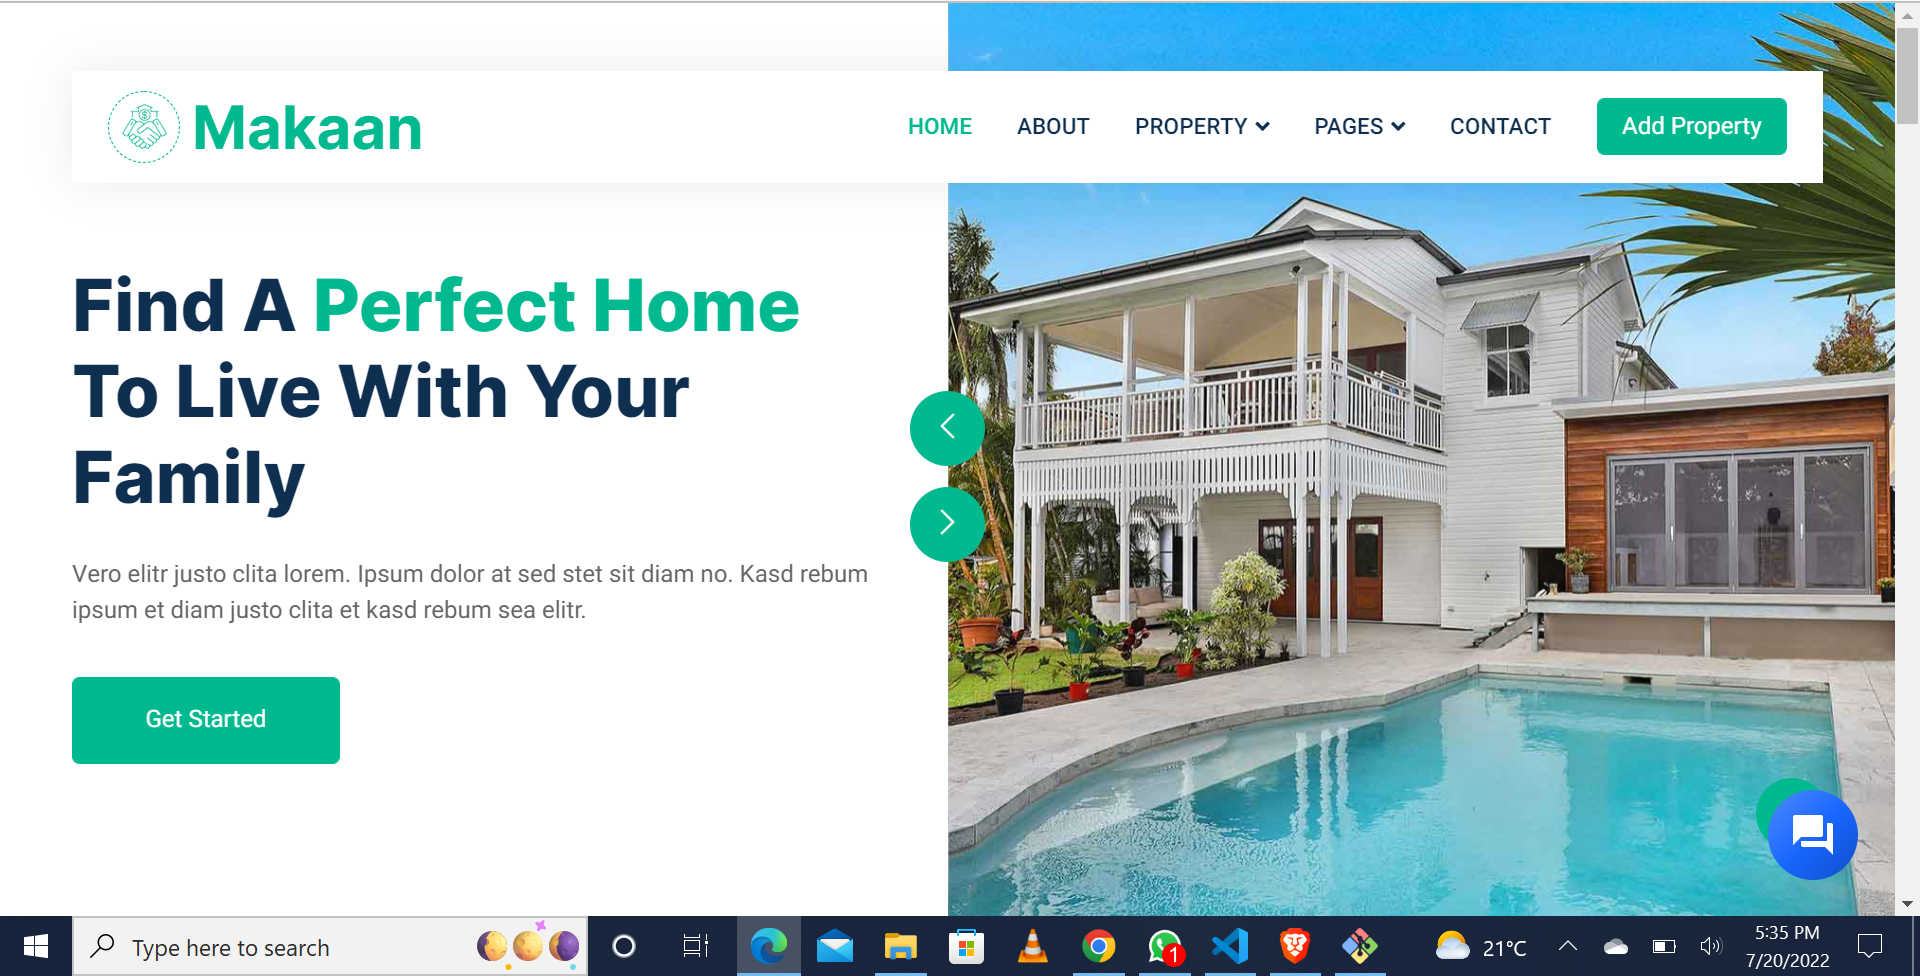 Makaan
HOME ABOUT PROPERTY PAGES CONTACT Add Property
Find A Perfect Home
To Live With Your
Family
Vero elitr justo clita lorem. Ipsum dolor at sed stet sit diam no. Kasd rebum
ipsum et diam justo clita et kasd rebum sea elitr.
Get Started
Type here to search
1
21°C
5:35 PM
7/20/2022